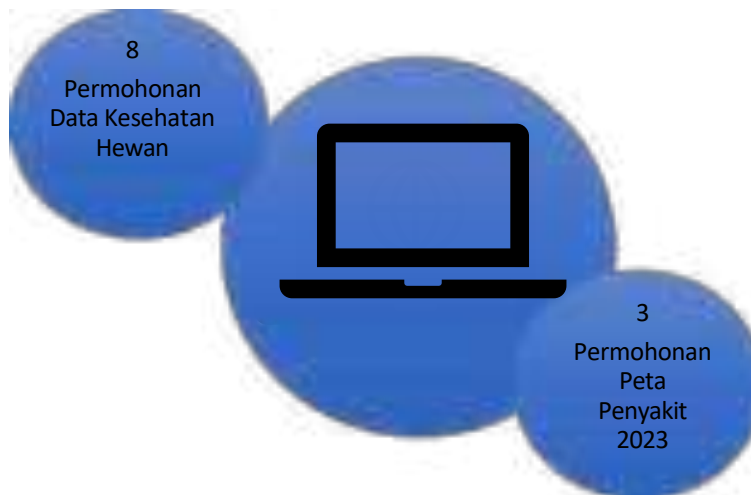 8
Permohonan
Data Kesehatan
Hewan
3
Permohonan
Peta
Penyakit
2023